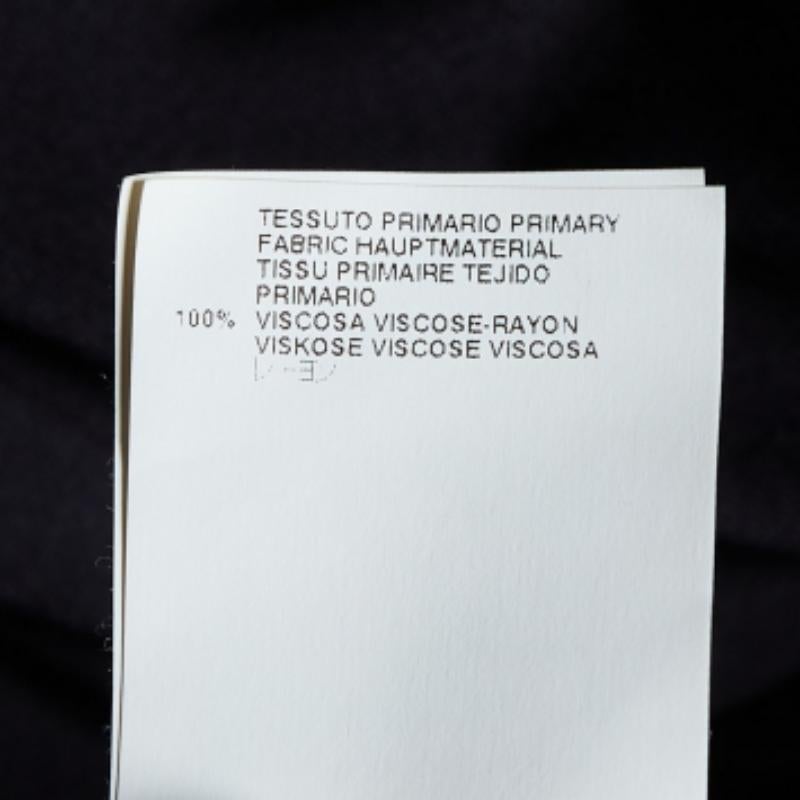 TESSUTO PRIMARIO PRIMARY
FABRIC HAUPTMATERIAL
TISSU PRIMAIRE TEJIDO
PRIMARIO
100% VISCOSA VISCOSE-RAYON
VISKOSE VISCOSE VISCOSA